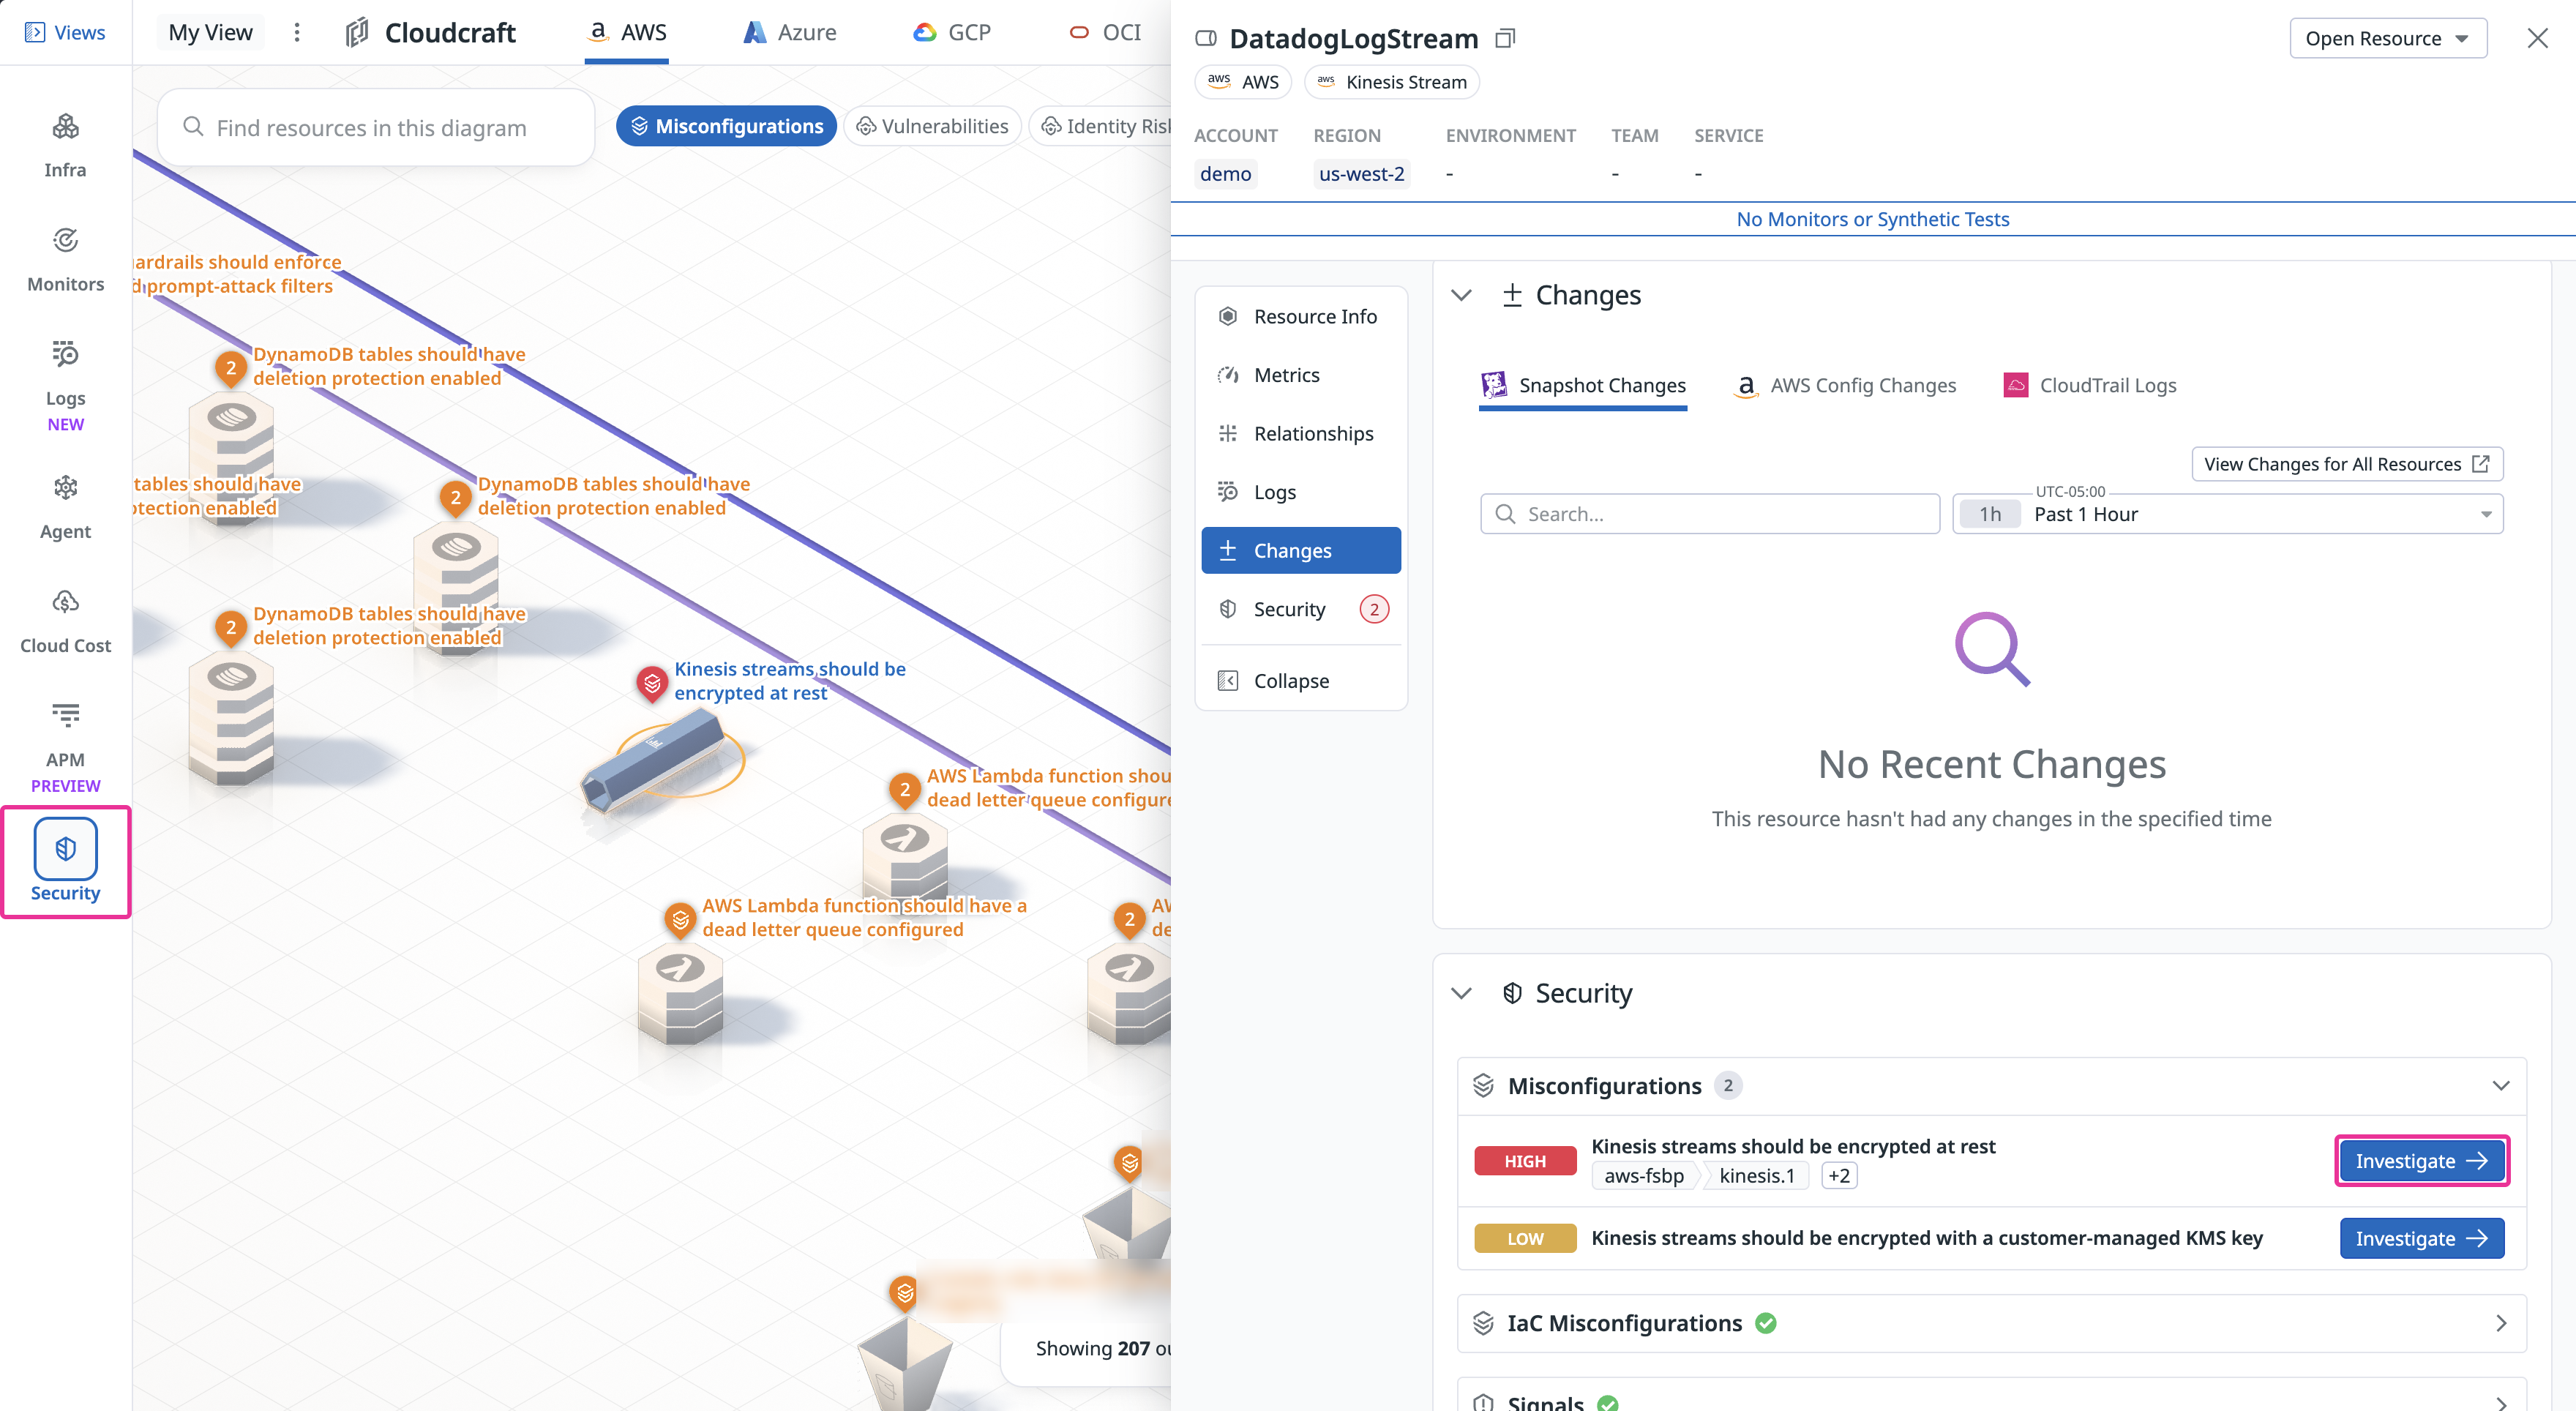 Views
My View
Cloudcraft
AWS
Azure
GCP
OCI
Infra
Monitors
Logs
NEW
Agent
Cloud Cost
APM
PREVIEW
Security
Find resources in this diagram
Misconfigurations
Vulnerabilities
Identity
ardrails should enforce
d prompt-attack filters
2
DynamoDB tables should have
deletion protection enabled
tables should have
otection enabled
2
DynamoDB tables should have
deletion protection enabled
2
DynamoDB tables should have
deletion protection enabled
Kinesis streams should be
encrypted at rest
2
AWS Lambda function shou
dead letter queue configure
AWS Lambda function should have a
dead letter queue configured
2
de
Showing 207 ou
DatadogLogStream
Open Resource
aws AWS
aws Kinesis Stream
ACCOUNT
REGION
ENVIRONMENT
TEAM
SERVICE
demo
us-west-2
-
-
-
No Monitors or Synthetic Tests
Resource Info
Metrics
Relationships
Logs
Changes
Security 2
Collapse
Changes
Snapshot Changes
AWS Config Changes
CloudTrail Logs
View Changes for All Resources
Search...
UTC-05:00
1h Past 1 Hour
No Recent Changes
This resource hasn't had any changes in the specified time
Security
Misconfigurations 2
HIGH
Kinesis streams should be encrypted at rest
aws-fsbp kinesis.1 +2
Investigate
LOW
Kinesis streams should be encrypted with a customer-managed KMS key
Investigate
IaC Misconfigurations
Signals